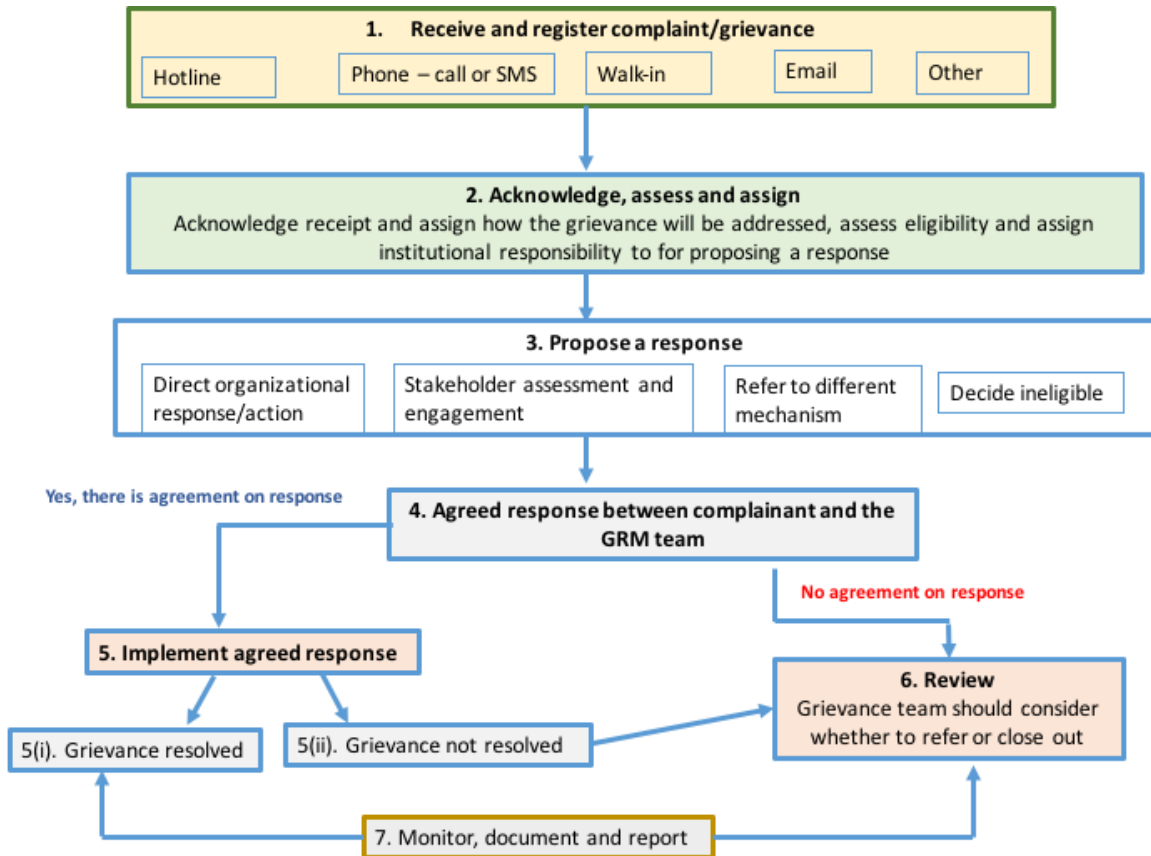 1. Receive and register complaint/grievance
Hotline
Phone – call or SMS
Walk-in
Email
Other
2. Acknowledge, assess and assign
Acknowledge receipt and assign how the grievance will be addressed, assess eligibility and assign
institutional responsibility to for proposing a response
3. Propose a response
Direct organizational
response/action
Stakeholder assessment and
engagement
Refer to different
mechanism
Decide ineligible
Yes, there is agreement on response
4. Agreed response between complainant and the
GRM team
No agreement on response
5. Implement agreed response
6. Review
Grievance team should consider
whether to refer or close out
5(i). Grievance resolved
5(ii). Grievance not resolved
7. Monitor, document and report